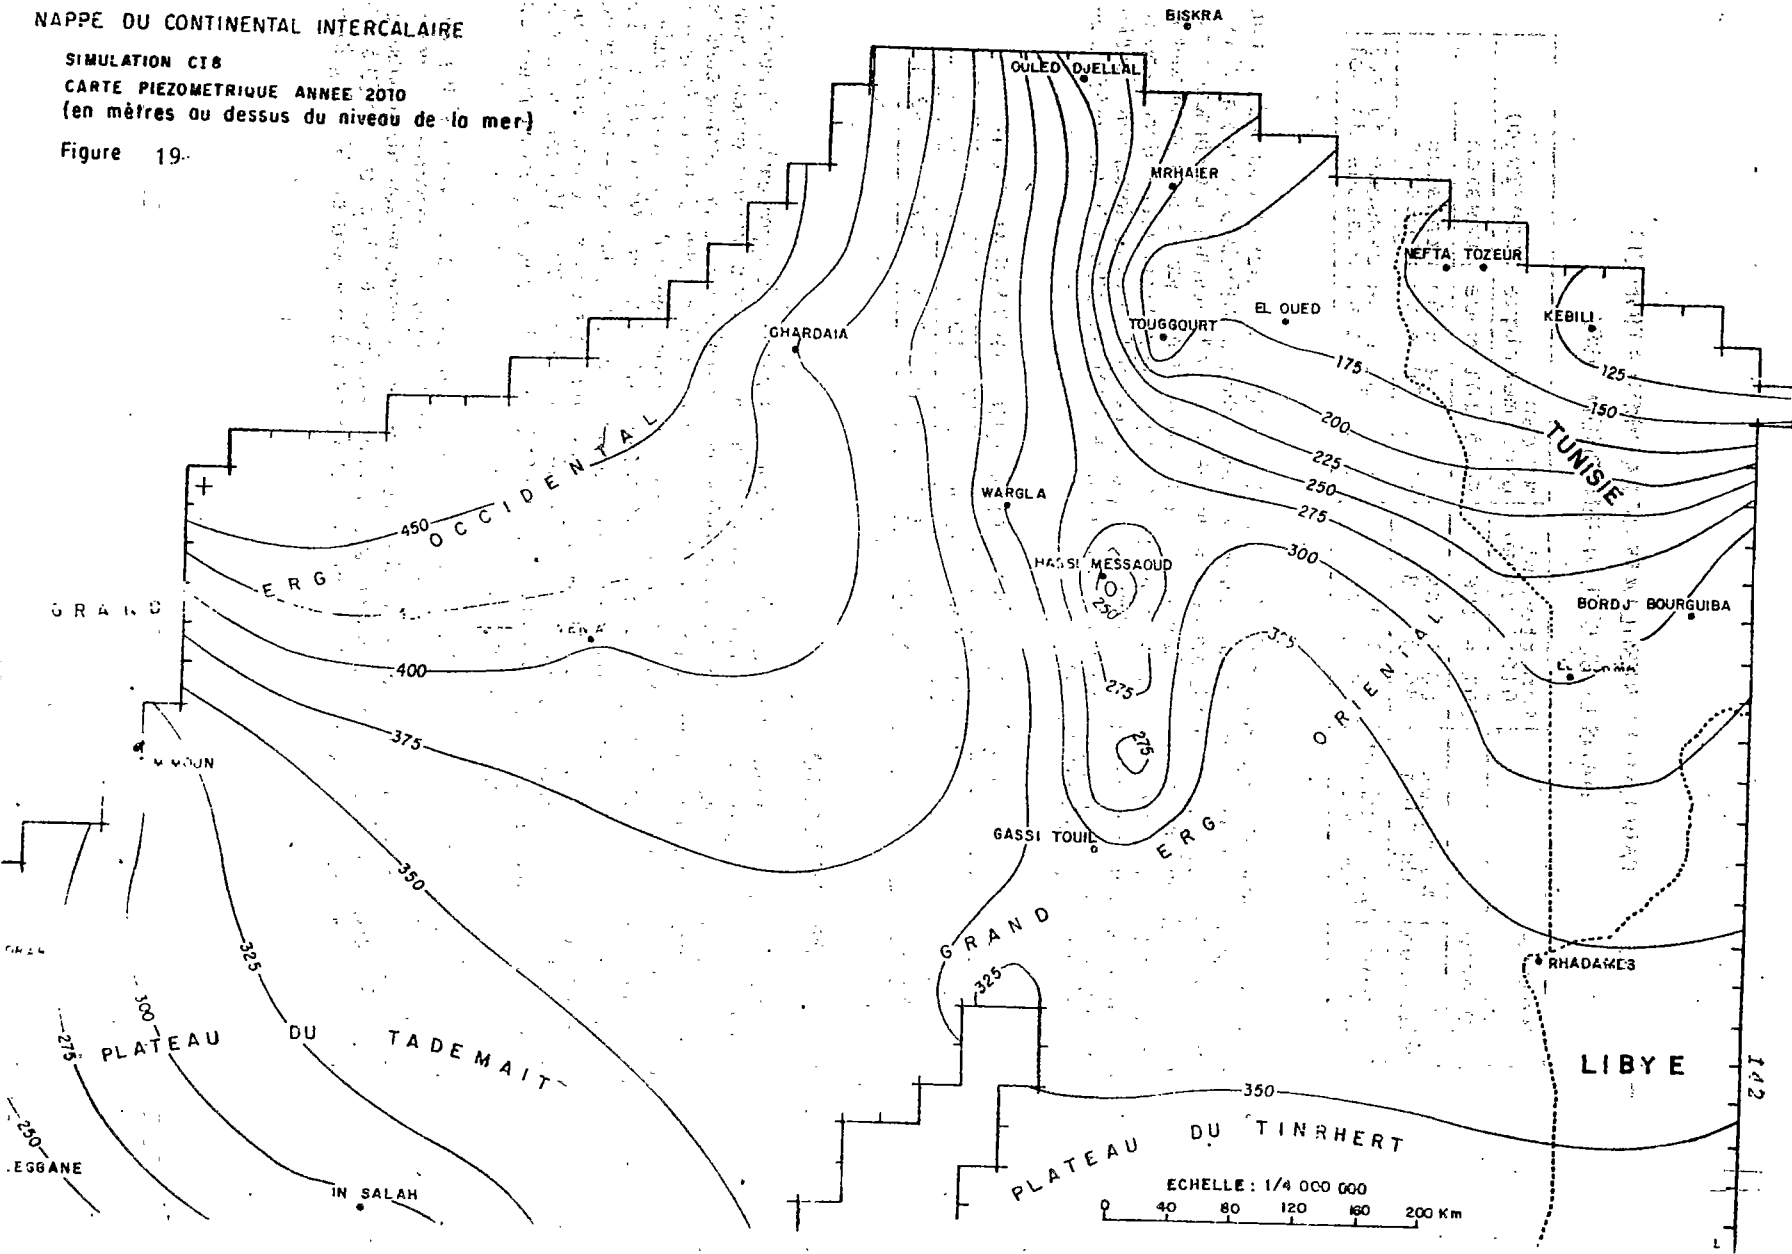 NAPPE DU CONTINENTAL INTERCALAIRE
SIMULATION CI8
CARTE PIEZOMETRIQUE ANNEE 2010
(en mètres au dessus du niveau de la mer)
Figure 19
BISKRA
OULED DJELLAL
MRHAIER
NEFTA TOZEUR
GHARDAIA
TOUGGOURT
EL OUED
KEBILI
175
125
150
200
225
250
275
TUNISIE
WARGLA
450
GRAND ERG OCCIDENTAL
300
HASSI MESSAOUD
250
BORDJ BOURGUIBA
400
275
375
275
GASSI TOUIL
GRAND ERG ORIENTAL
350
325
325
RHADAMES
300
275
PLATEAU DU TADEMAIT
LIBYE
142
350
250
PLATEAU DU TINRHERT
IN SALAH
ECHELLE : 1/4 000 000
0 40 80 120 160 200 Km